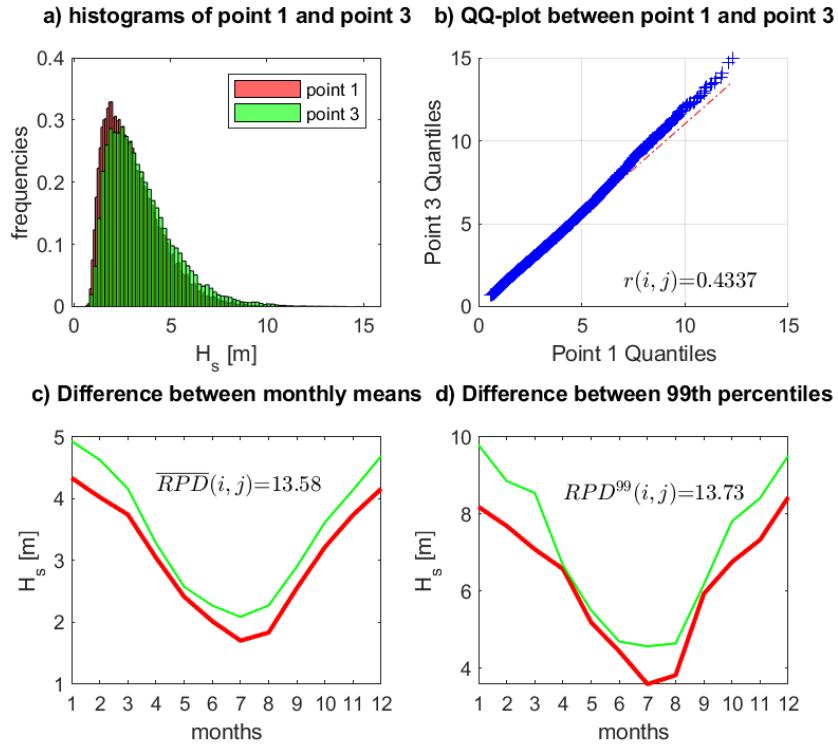 a) histograms of point 1 and point 3
0.4
0.3
0.2
0.1
0
frequencies
point 1
point 3
0 5 10 15
H_s [m]
b) QQ-plot between point 1 and point 3
15
10
5
0
Point 3 Quantiles
r(i, j)=0.4337
0 5 10 15
Point 1 Quantiles
c) Difference between monthly means
5
4
3
2
1
H_s [m]
\overline{RPD}(i, j)=13.58
1 2 3 4 5 6 7 8 9 10 11 12
months
d) Difference between 99th percentiles
10
8
6
4
H_s [m]
RPD^{99}(i, j)=13.73
1 2 3 4 5 6 7 8 9 10 11 12
months